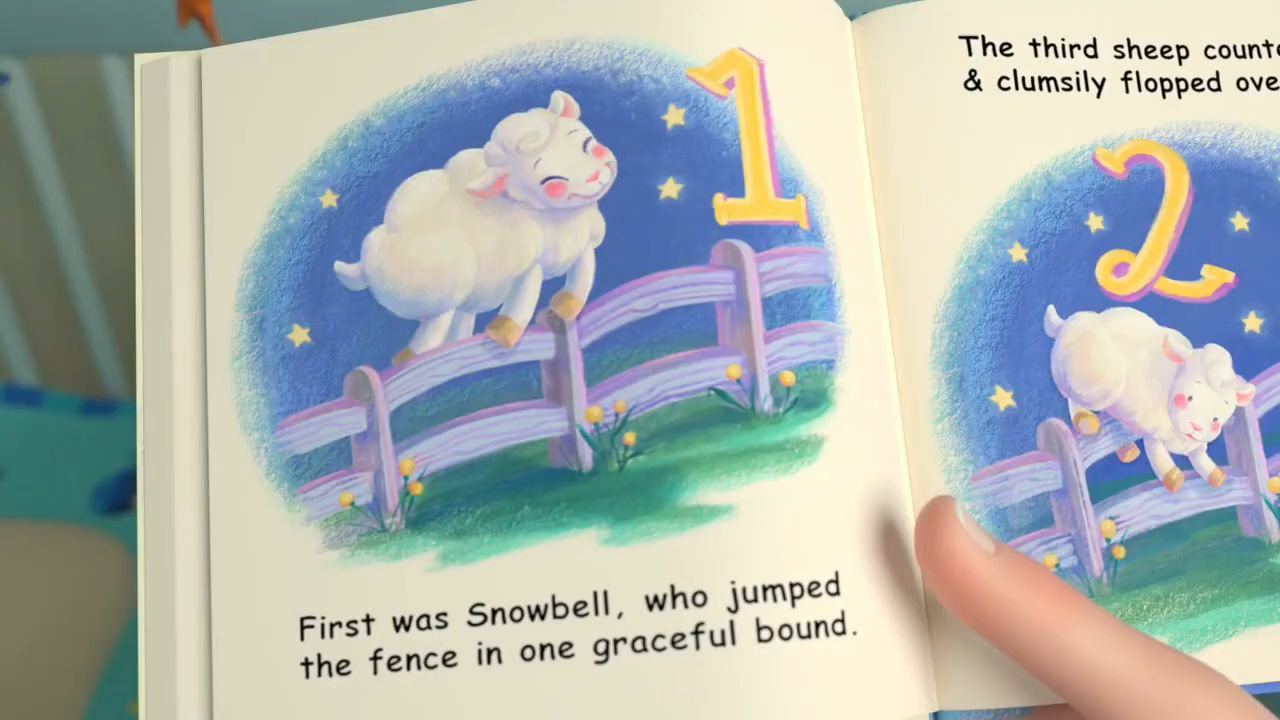 1
First was Snowbell, who jumped
the fence in one graceful bound.
The third sheep
& clumsily flopped
2